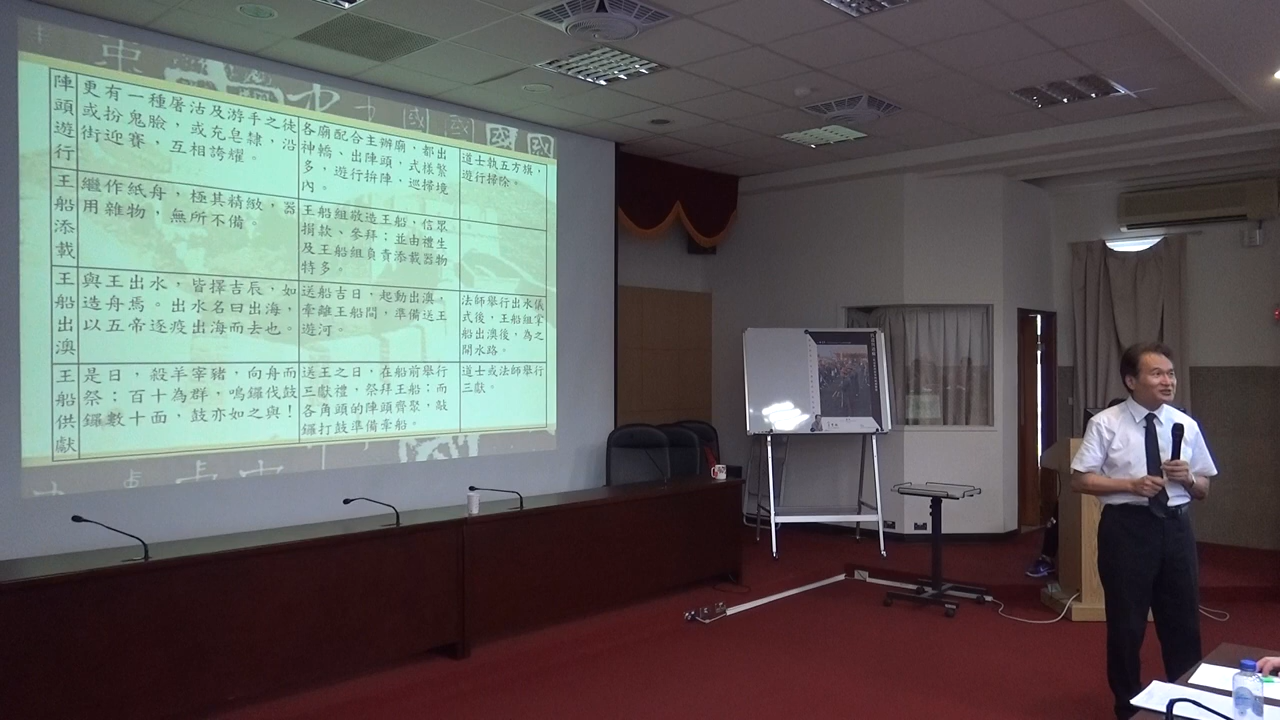 陣頭遊行
更有一種屠沽及游手之徒
或扮鬼臉，或充皂隸，沿
街迎賽，互相誇耀。
各廟配合主辦廟，都出
神轎、出陣頭，式樣繁
多，遊行拚陣、巡掃境
內。
道士執五方旗，
遊行掃除。
王船添載
繼作紙舟，極其精緻，器
用雜物，無所不備。
王船組敬造王船，信眾
捐款、參拜；並由禮生
及王船組負責添載器物
特多。
王船出澳
與王出水，皆擇吉辰，如
造舟焉。出水名曰出海，
以五帝逐疫出海而去也。
送船吉日，起動出澳，
牽離王船間，準備送王
遊河。
法師舉行出水儀
式後，王船組掌
船出澳後，為之
開水路。
王船供獻
是日，殺羊宰豬，向舟而
祭；百十為群，鳴鑼伐鼓
鑼數十面，鼓亦如之與！
送王之日，在船前舉行
三獻禮，祭拜王船；而
各角頭的陣頭齊聚，敲
鑼打鼓準備牽船。
道士或法師舉行
三獻